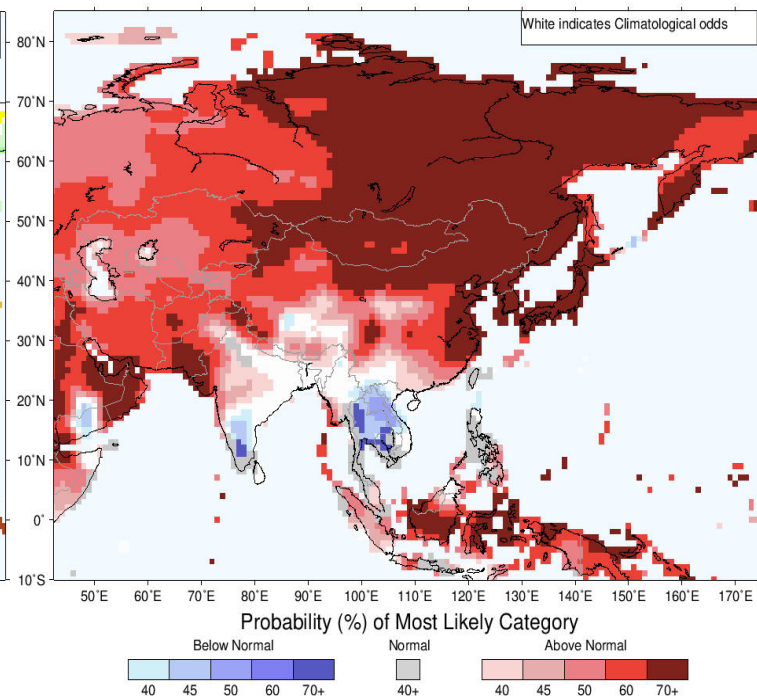 White indicates Climatological odds
80°N
70°N
60°N
50°N
40°N
30°N
20°N
10°N
0°
10°S
50°E 60°E 70°E 80°E 90°E 100°E 110°E 120°E 130°E 140°E 150°E 160°E 170°E
Probability (%) of Most Likely Category
Below Normal Normal Above Normal
40 45 50 60 70+ 40+ 40 45 50 60 70+